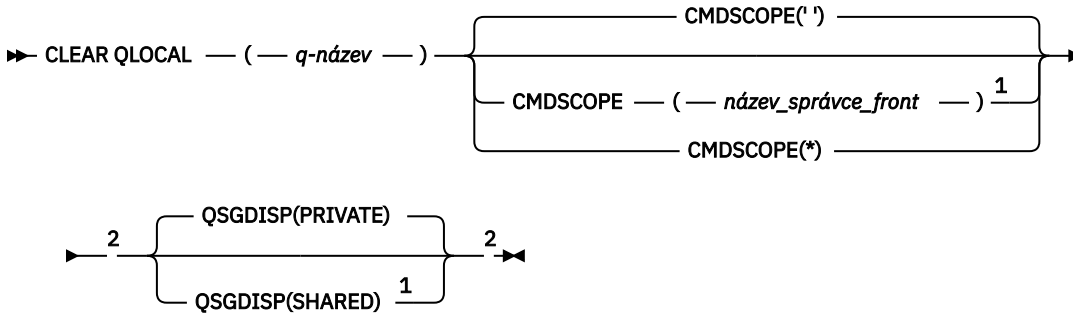 CMDSCOPE(' ')
CLEAR QLOCAL ( q-název )
CMDSCOPE ( název_správce_front ) 1
CMDSCOPE(*)
QSGDISP(PRIVATE)
2 2
QSGDISP(SHARED) 1